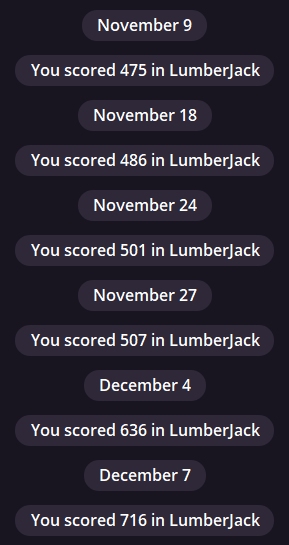 November 9
You scored 475 in LumberJack
November 18
You scored 486 in LumberJack
November 24
You scored 501 in LumberJack
November 27
You scored 507 in LumberJack
December 4
You scored 636 in LumberJack
December 7
You scored 716 in LumberJack